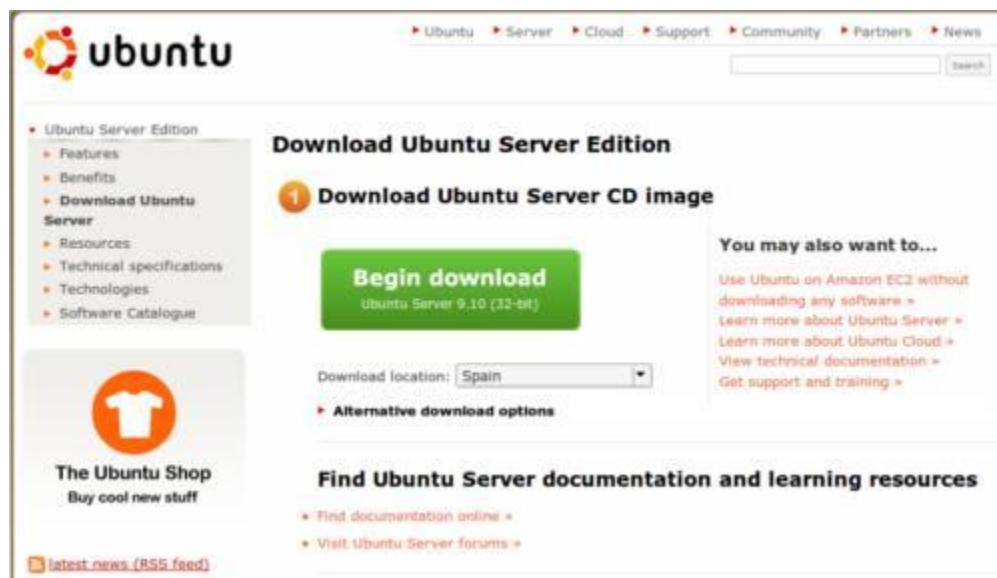 ubuntu
Ubuntu Server Cloud Support Community Partners News
Search
Ubuntu Server Edition
Features
Benefits
Download Ubuntu
Server
Resources
Technical specifications
Technologies
Software Catalogue
The Ubuntu Shop
Buy cool new stuff
latest news (RSS feed)
Download Ubuntu Server Edition
1 Download Ubuntu Server CD image
Begin download
Ubuntu Server 9.10 (32-bit)
Download location: Spain
Alternative download options
You may also want to...
Use Ubuntu on Amazon EC2 without
downloading any software »
Learn more about Ubuntu Server »
Learn more about Ubuntu Cloud »
View technical documentation »
Get support and training »
Find Ubuntu Server documentation and learning resources
Find documentation online »
Visit Ubuntu Server forums »